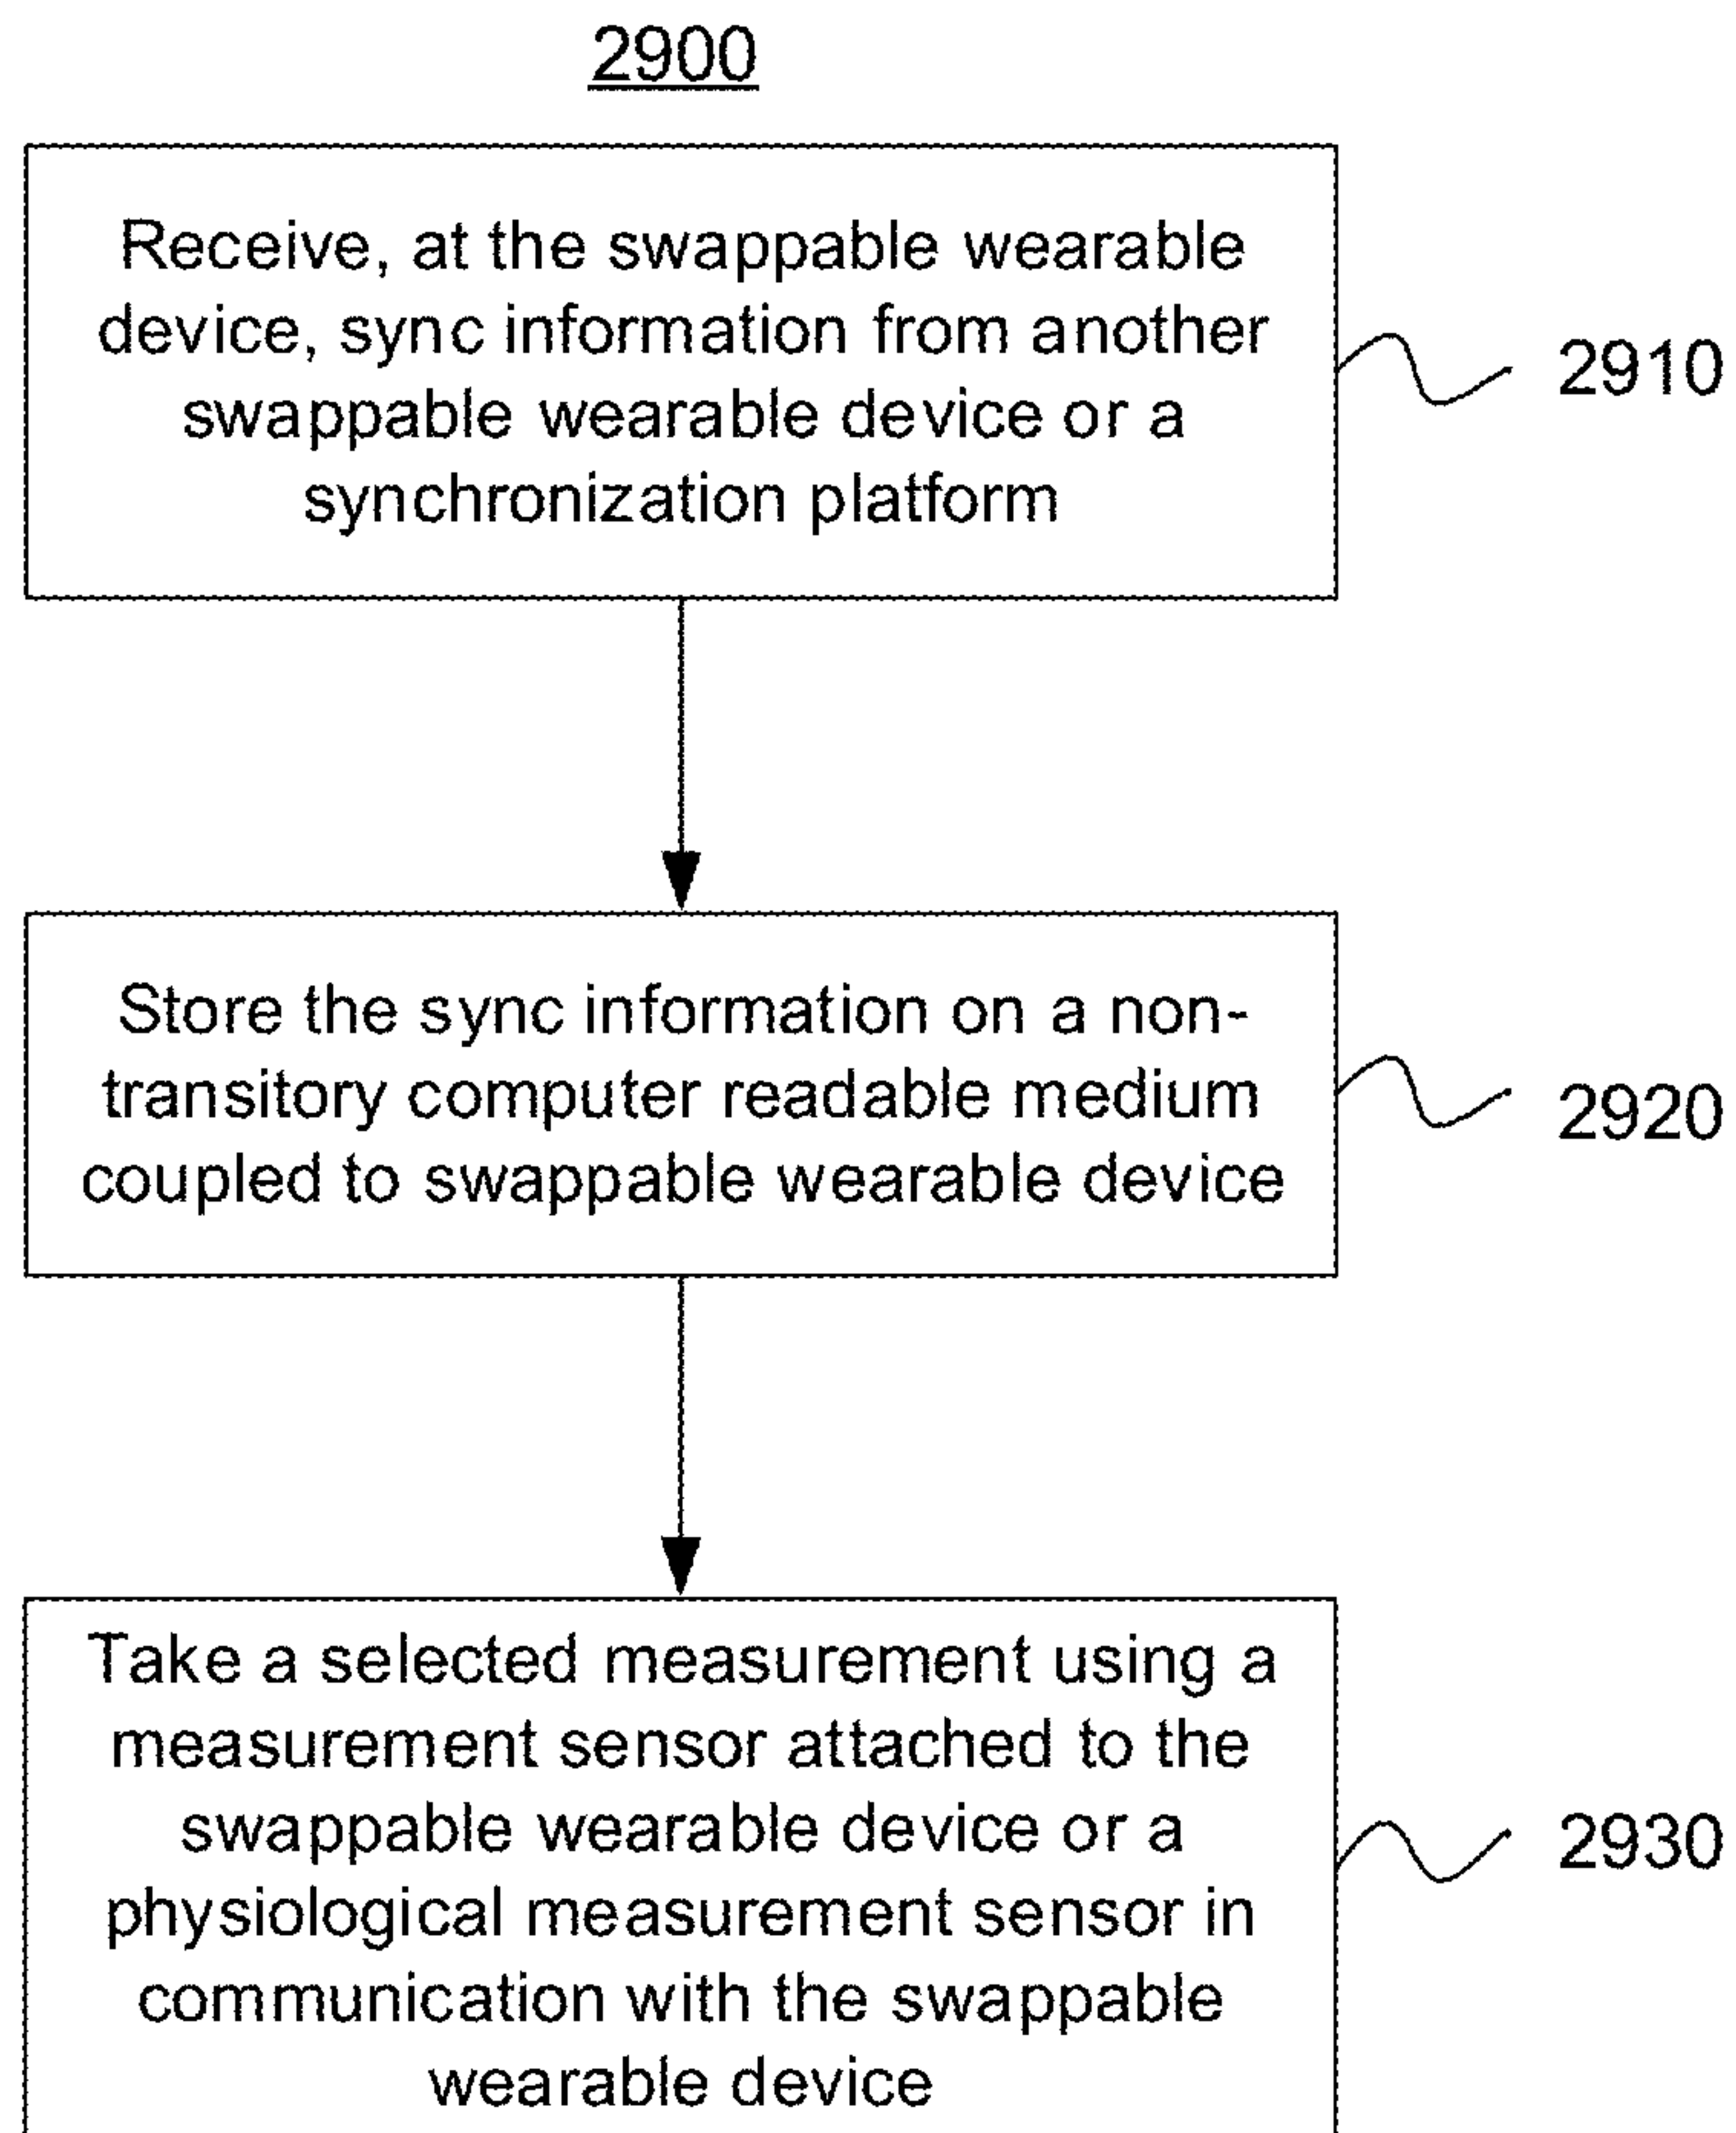 2900
Receive, at the swappable wearable
device, sync information from another
swappable wearable device or a
synchronization platform
2910
Store the sync information on a non-
transitory computer readable medium
coupled to swappable wearable device
2920
Take a selected measurement using a
measurement sensor attached to the
swappable wearable device or a
physiological measurement sensor in
communication with the swappable
wearable device
2930